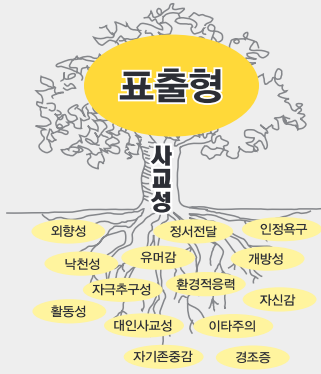 표출형
사교성
외향성
정서전달
인정욕구
낙천성
유머감
개방성
자극추구성
환경적응력
자신감
활동성
대인사교성
이타주의
자기존중감
경조증